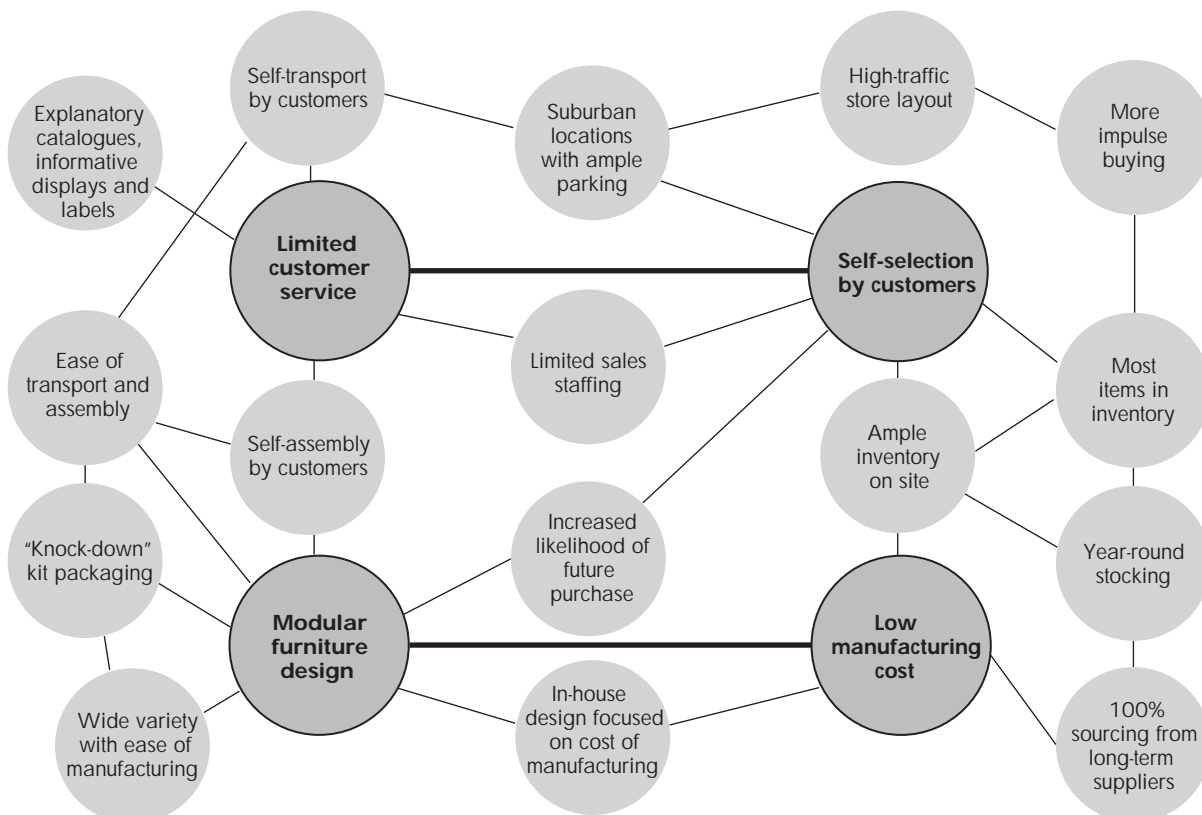 Self-transport
by customers
High-traffic
store layout
Explanatory
catalogues,
informative
displays and
labels
Suburban
locations
with ample
parking
More
impulse
buying
Limited
customer
service
Self-selection
by customers
Ease of
transport and
assembly
Limited sales
staffing
Most
items in
inventory
Self-assembly
by customers
Ample
inventory
on site
"Knock-down"
kit packaging
Increased
likelihood of
future
purchase
Year-round
stocking
Modular
furniture
design
Low
manufacturing
cost
Wide variety
with ease of
manufacturing
In-house
design focused
on cost of
manufacturing
100%
sourcing from
long-term
suppliers